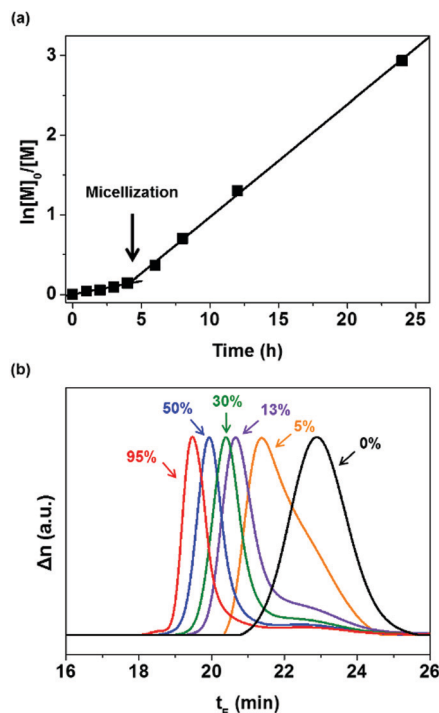 (a)
3
2
1
0
ln[M]₀/[M]
Micellization
0 5 10 15 20 25
Time (h)
(b)
95% 50% 30% 13% 5% 0%
Δn (a.u.)
16 18 20 22 24 26
t_E (min)